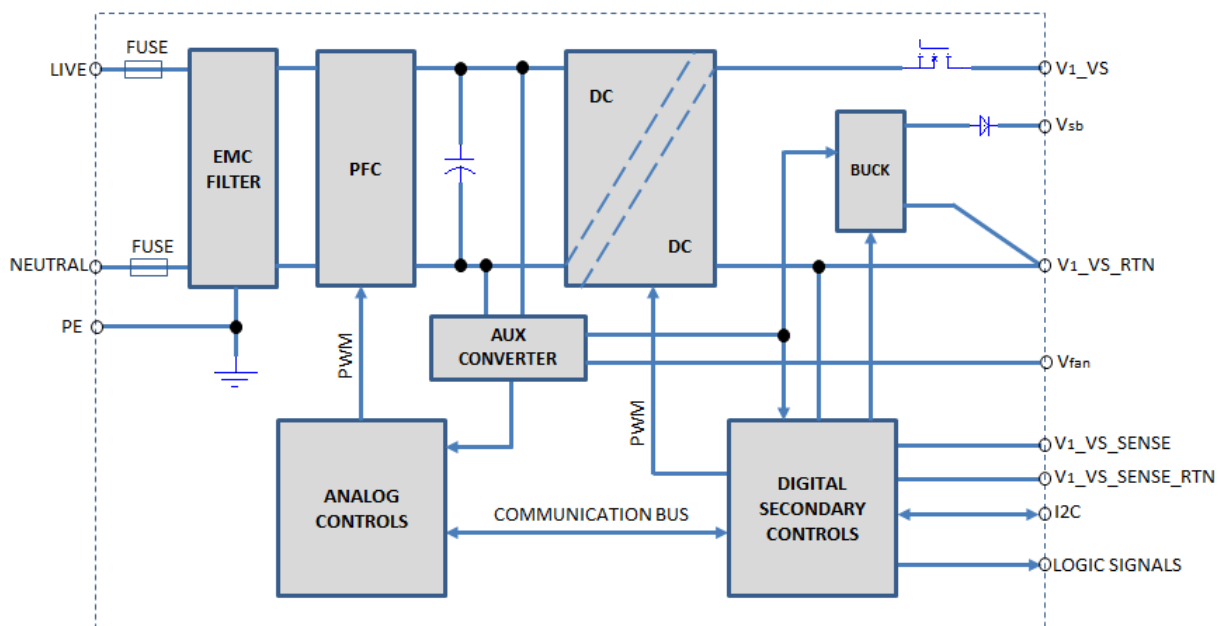 FUSE
LIVE
V1_VS
DC
Vsb
EMC
FILTER
PFC
BUCK
FUSE
DC
NEUTRAL
V1_VS_RTN
PE
AUX
CONVERTER
PWM
Vfan
PWM
V1_VS_SENSE
V1_VS_SENSE_RTN
ANALOG
CONTROLS
DIGITAL
SECONDARY
CONTROLS
COMMUNICATION BUS
I2C
LOGIC SIGNALS